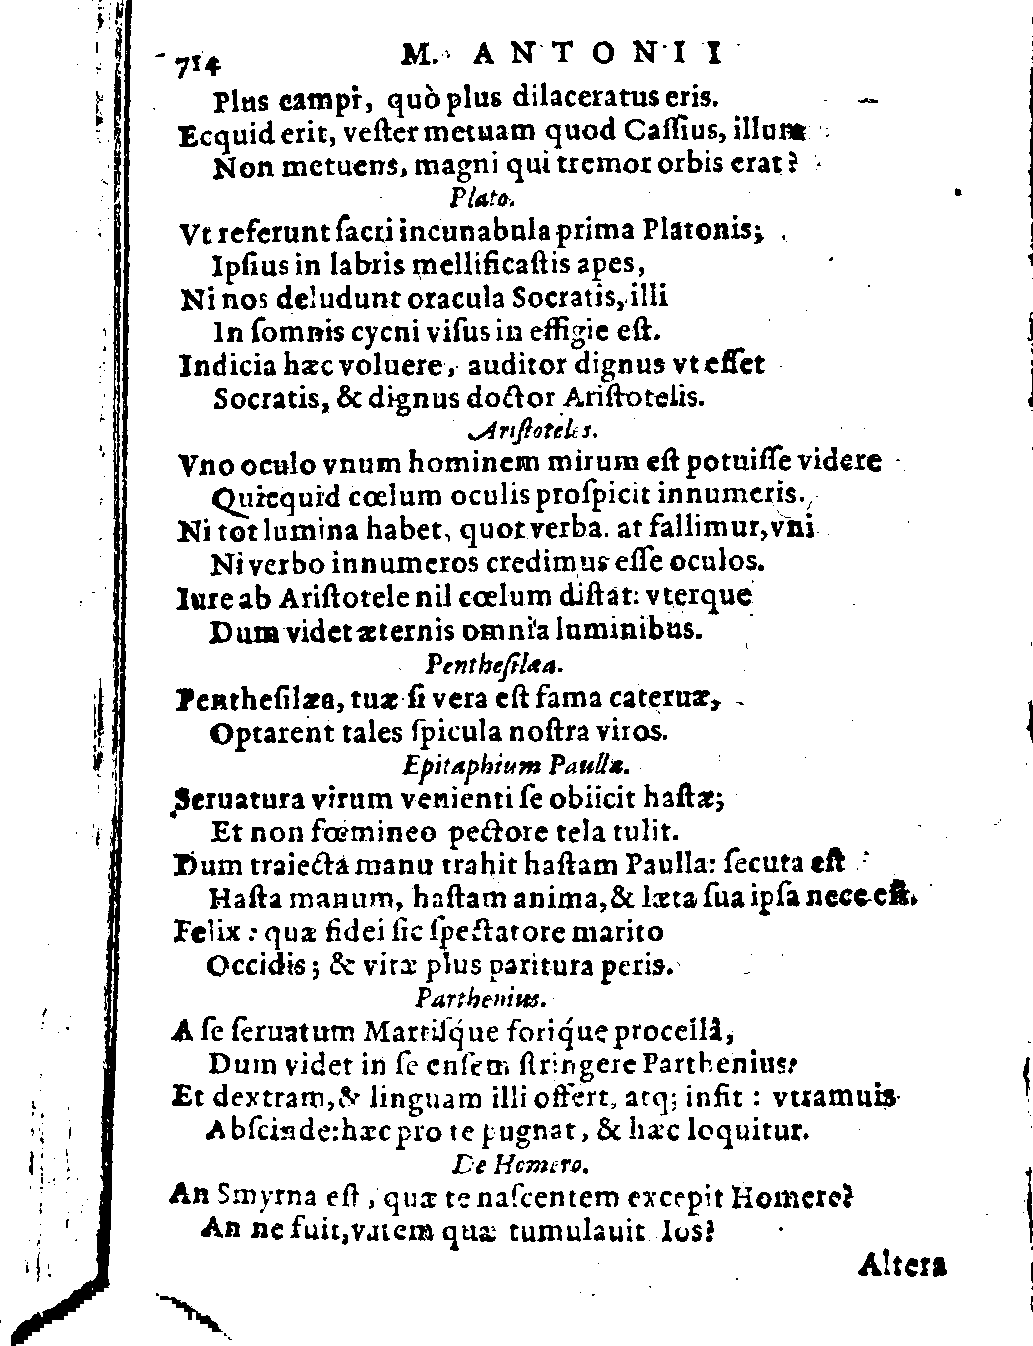 714 M. ANTONII
Plus campi, quò plus dilaceratus eris.
Ecquid erit, veſter metuam quod Caſſius, illum
Non metuens, magni qui tremor orbis erat?
Plato.
Vt referunt ſacri incunabula prima Platonis;
Ipſius in labris mellificaſtis apes,
Ni nos deludunt oracula Socratis, illi
In ſomnis cycni viſus in effigie eſt.
Indicia hæc voluere, auditor dignus vt eſſet
Socratis, & dignus doctor Ariſtotelis.
Ariſtoteles.
Vno oculo vnum hominem mirum eſt potuiſſe videre
Quicquid cœlum oculis proſpicit innumeris.
Ni tot lumina habet, quot verba. at fallimur, vni
Ni verbo innumeros credimus eſſe oculos.
Iure ab Ariſtotele nil cœlum diſtat: vterque
Dum videt æternis omnia luminibus.
Pentheſilæa.
Pentheſilæa, tuæ ſi vera eſt fama cateruæ,
Optarent tales ſpicula noſtra viros.
Epitaphium Paullæ.
Seruatura virum venienti ſe obiicit haſtæ;
Et non fœmineo pectore tela tulit.
Dum traiectâ manu trahit haſtam Paulla: ſecuta eſt
Haſta manum, haſtam anima, & læta ſua ipſa nece eſt.
Felix: quæ fidei ſic ſpectatore marito
Occidis; & vitæ plus paritura peris.
Parthenius.
A ſe ſeruatum Martiſq́ue foriq́ue procellâ,
Dum videt in ſe enſem ſtringere Parthenius:
Et dextram, & linguam illi offert, atq; infit: vtramuis
Abſcinde: hæc pro te pugnat, & hæc loquitur.
De Homero.
An Smyrna eſt, quæ te naſcentem excepit Homere?
An ne fuit, vatem quæ tumulauit Ios?
Altera